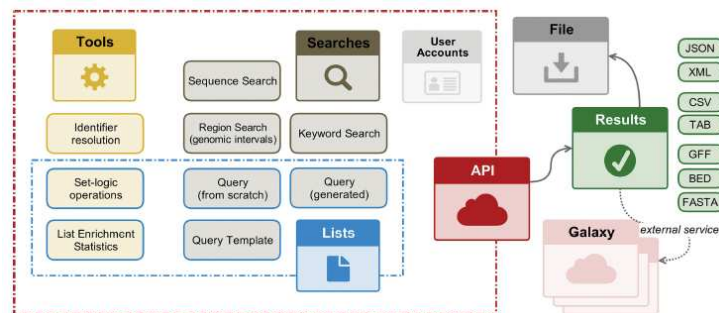 Tools
Searches
User
Accounts
File
JSON
XML
CSV
TAB
GFF
BED
FASTA
Sequence Search
Results
Identifier
resolution
Region Search
(genomic intervals)
Keyword Search
API
Set-logic
operations
Query
(from scratch)
Query
(generated)
List Enrichment
Statistics
Query Template
Lists
Galaxy
external service